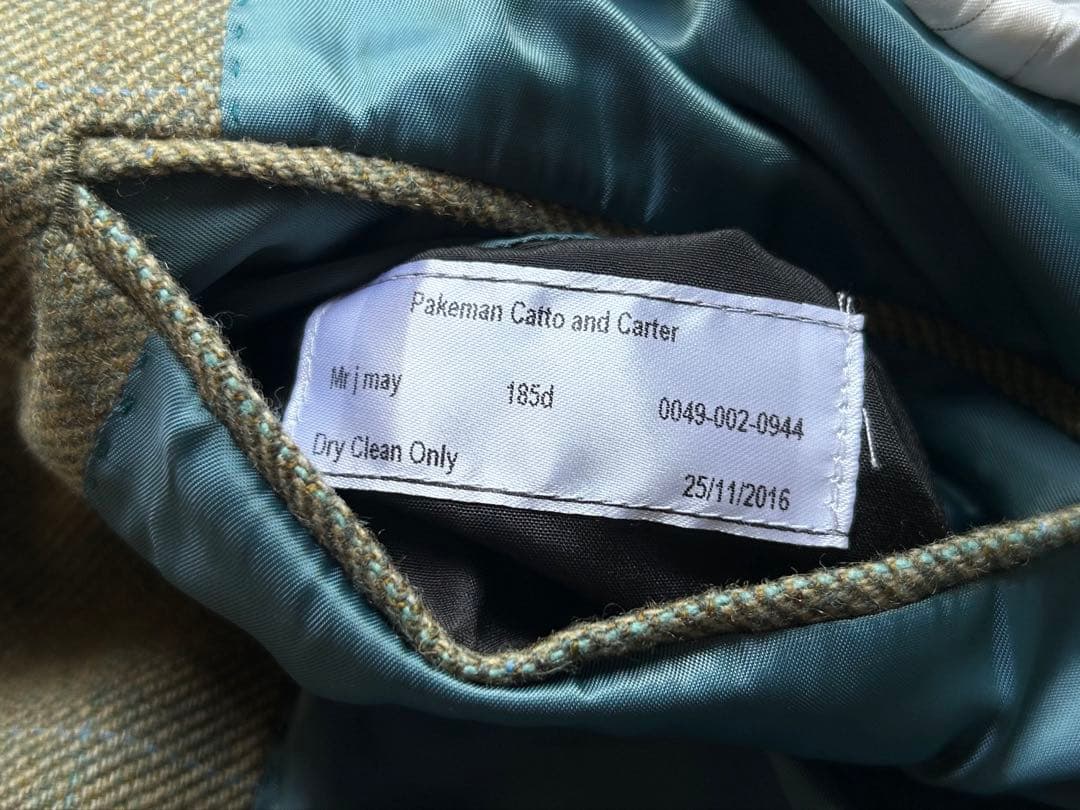 Pakeman Catto and Carter
Mr j may 185d 0049-002-0944
Dry Clean Only 25/11/2016